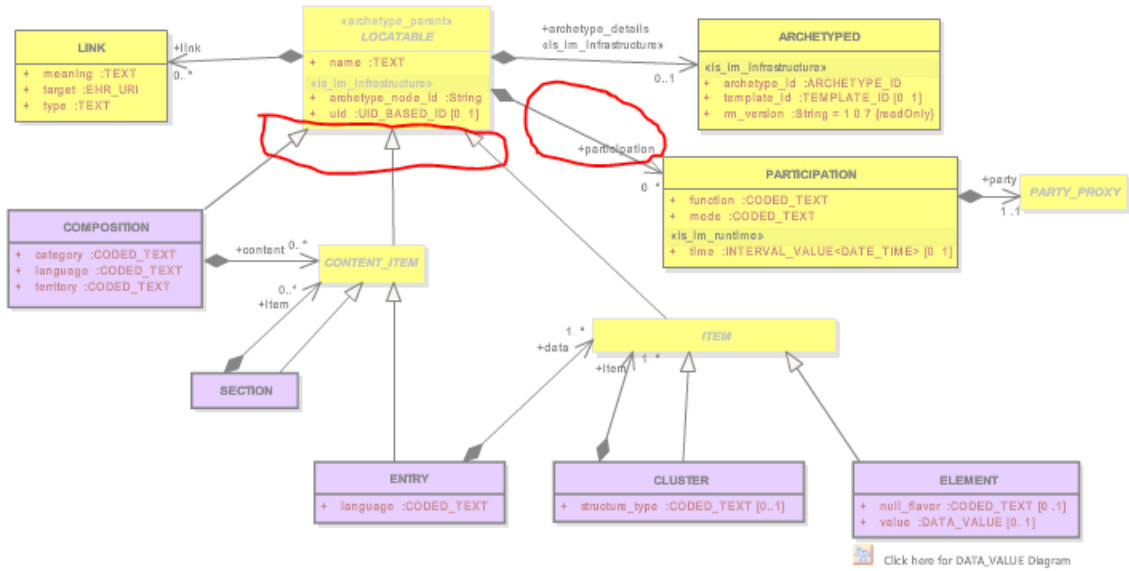 LINK
+ meaning :TEXT
+ target :EHR_URI
+ type :TEXT
+link
0..*
«archetype_parent»
LOCATABLE
+ name :TEXT
«is_im_infrastructure»
+ archetype_node_id :String
+ uid :UID_BASED_ID [0..1]
+archetype_details
«is_im_infrastructure»
0..1
ARCHETYPED
«is_im_infrastructure»
+ archetype_id :ARCHETYPE_ID
+ template_id :TEMPLATE_ID [0..1]
+ rm_version :String = 1 0 7 {readOnly}
+participation
0 *
PARTICIPATION
+ function :CODED_TEXT
+ mode :CODED_TEXT
«is_im_runtime»
+ time :INTERVAL_VALUE<DATE_TIME> [0..1]
+party
1..1
PARTY_PROXY
COMPOSITION
+ category :CODED_TEXT
+ language :CODED_TEXT
+ territory :CODED_TEXT
+content 0..*
CONTENT_ITEM
0..*
+item
SECTION
1..*
+data
ITEM
+item
1..*
ENTRY
+ language :CODED_TEXT
CLUSTER
+ structure_type :CODED_TEXT [0..1]
ELEMENT
+ null_flavor :CODED_TEXT [0..1]
+ value :DATA_VALUE [0..1]
Click here for DATA_VALUE Diagram